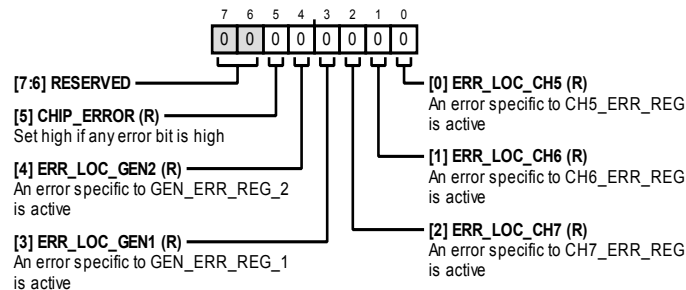 7 6 5 4 3 2 1 0
0 0 0 0 0 0 0 0
[7:6] RESERVED
[5] CHIP_ERROR (R)
Set high if any error bit is high
[4] ERR_LOC_GEN2 (R)
An error specific to GEN_ERR_REG_2
is active
[3] ERR_LOC_GEN1 (R)
An error specific to GEN_ERR_REG_1
is active
[0] ERR_LOC_CH5 (R)
An error specific to CH5_ERR_REG
is active
[1] ERR_LOC_CH6 (R)
An error specific to CH6_ERR_REG
is active
[2] ERR_LOC_CH7 (R)
An error specific to CH7_ERR_REG
is active